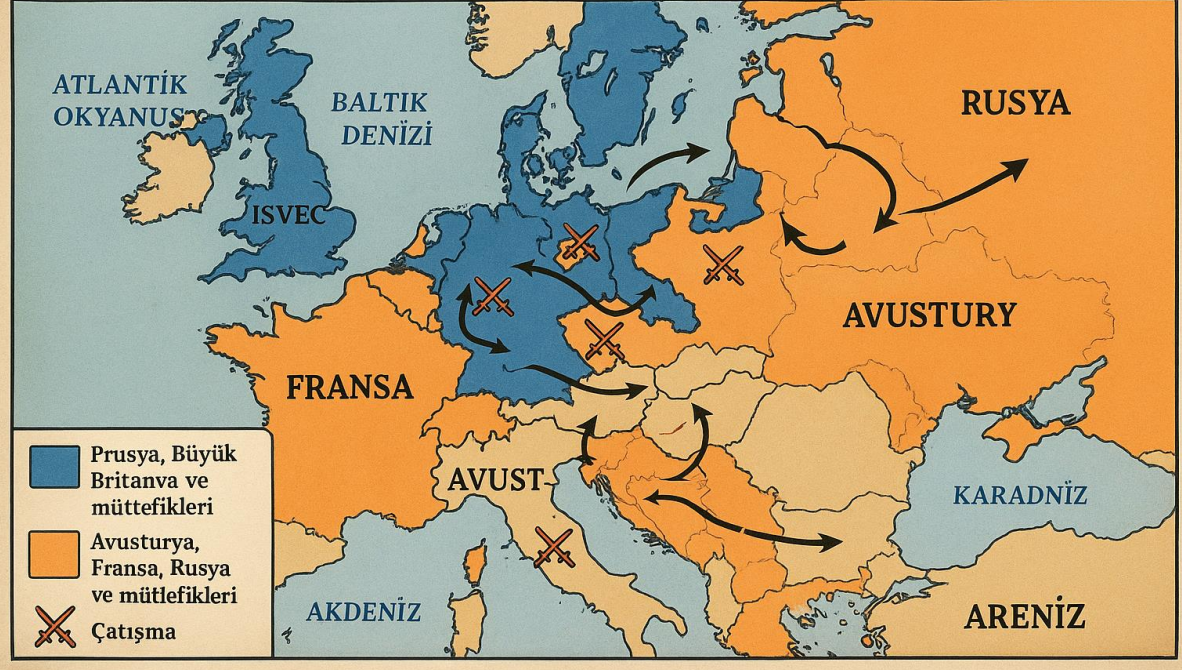 ATLANTİK
OKYANUS
BALTIK
DENİZİ
RUSYA
ISVEC
AVUSTURY
FRANSA
AVUST
KARADNİZ
AKDENİZ
ARENİZ
Prusya, Büyük
Britanva ve
müttefikleri
Avusturya,
Fransa, Rusya
ve mütlefikleri
Çatışma